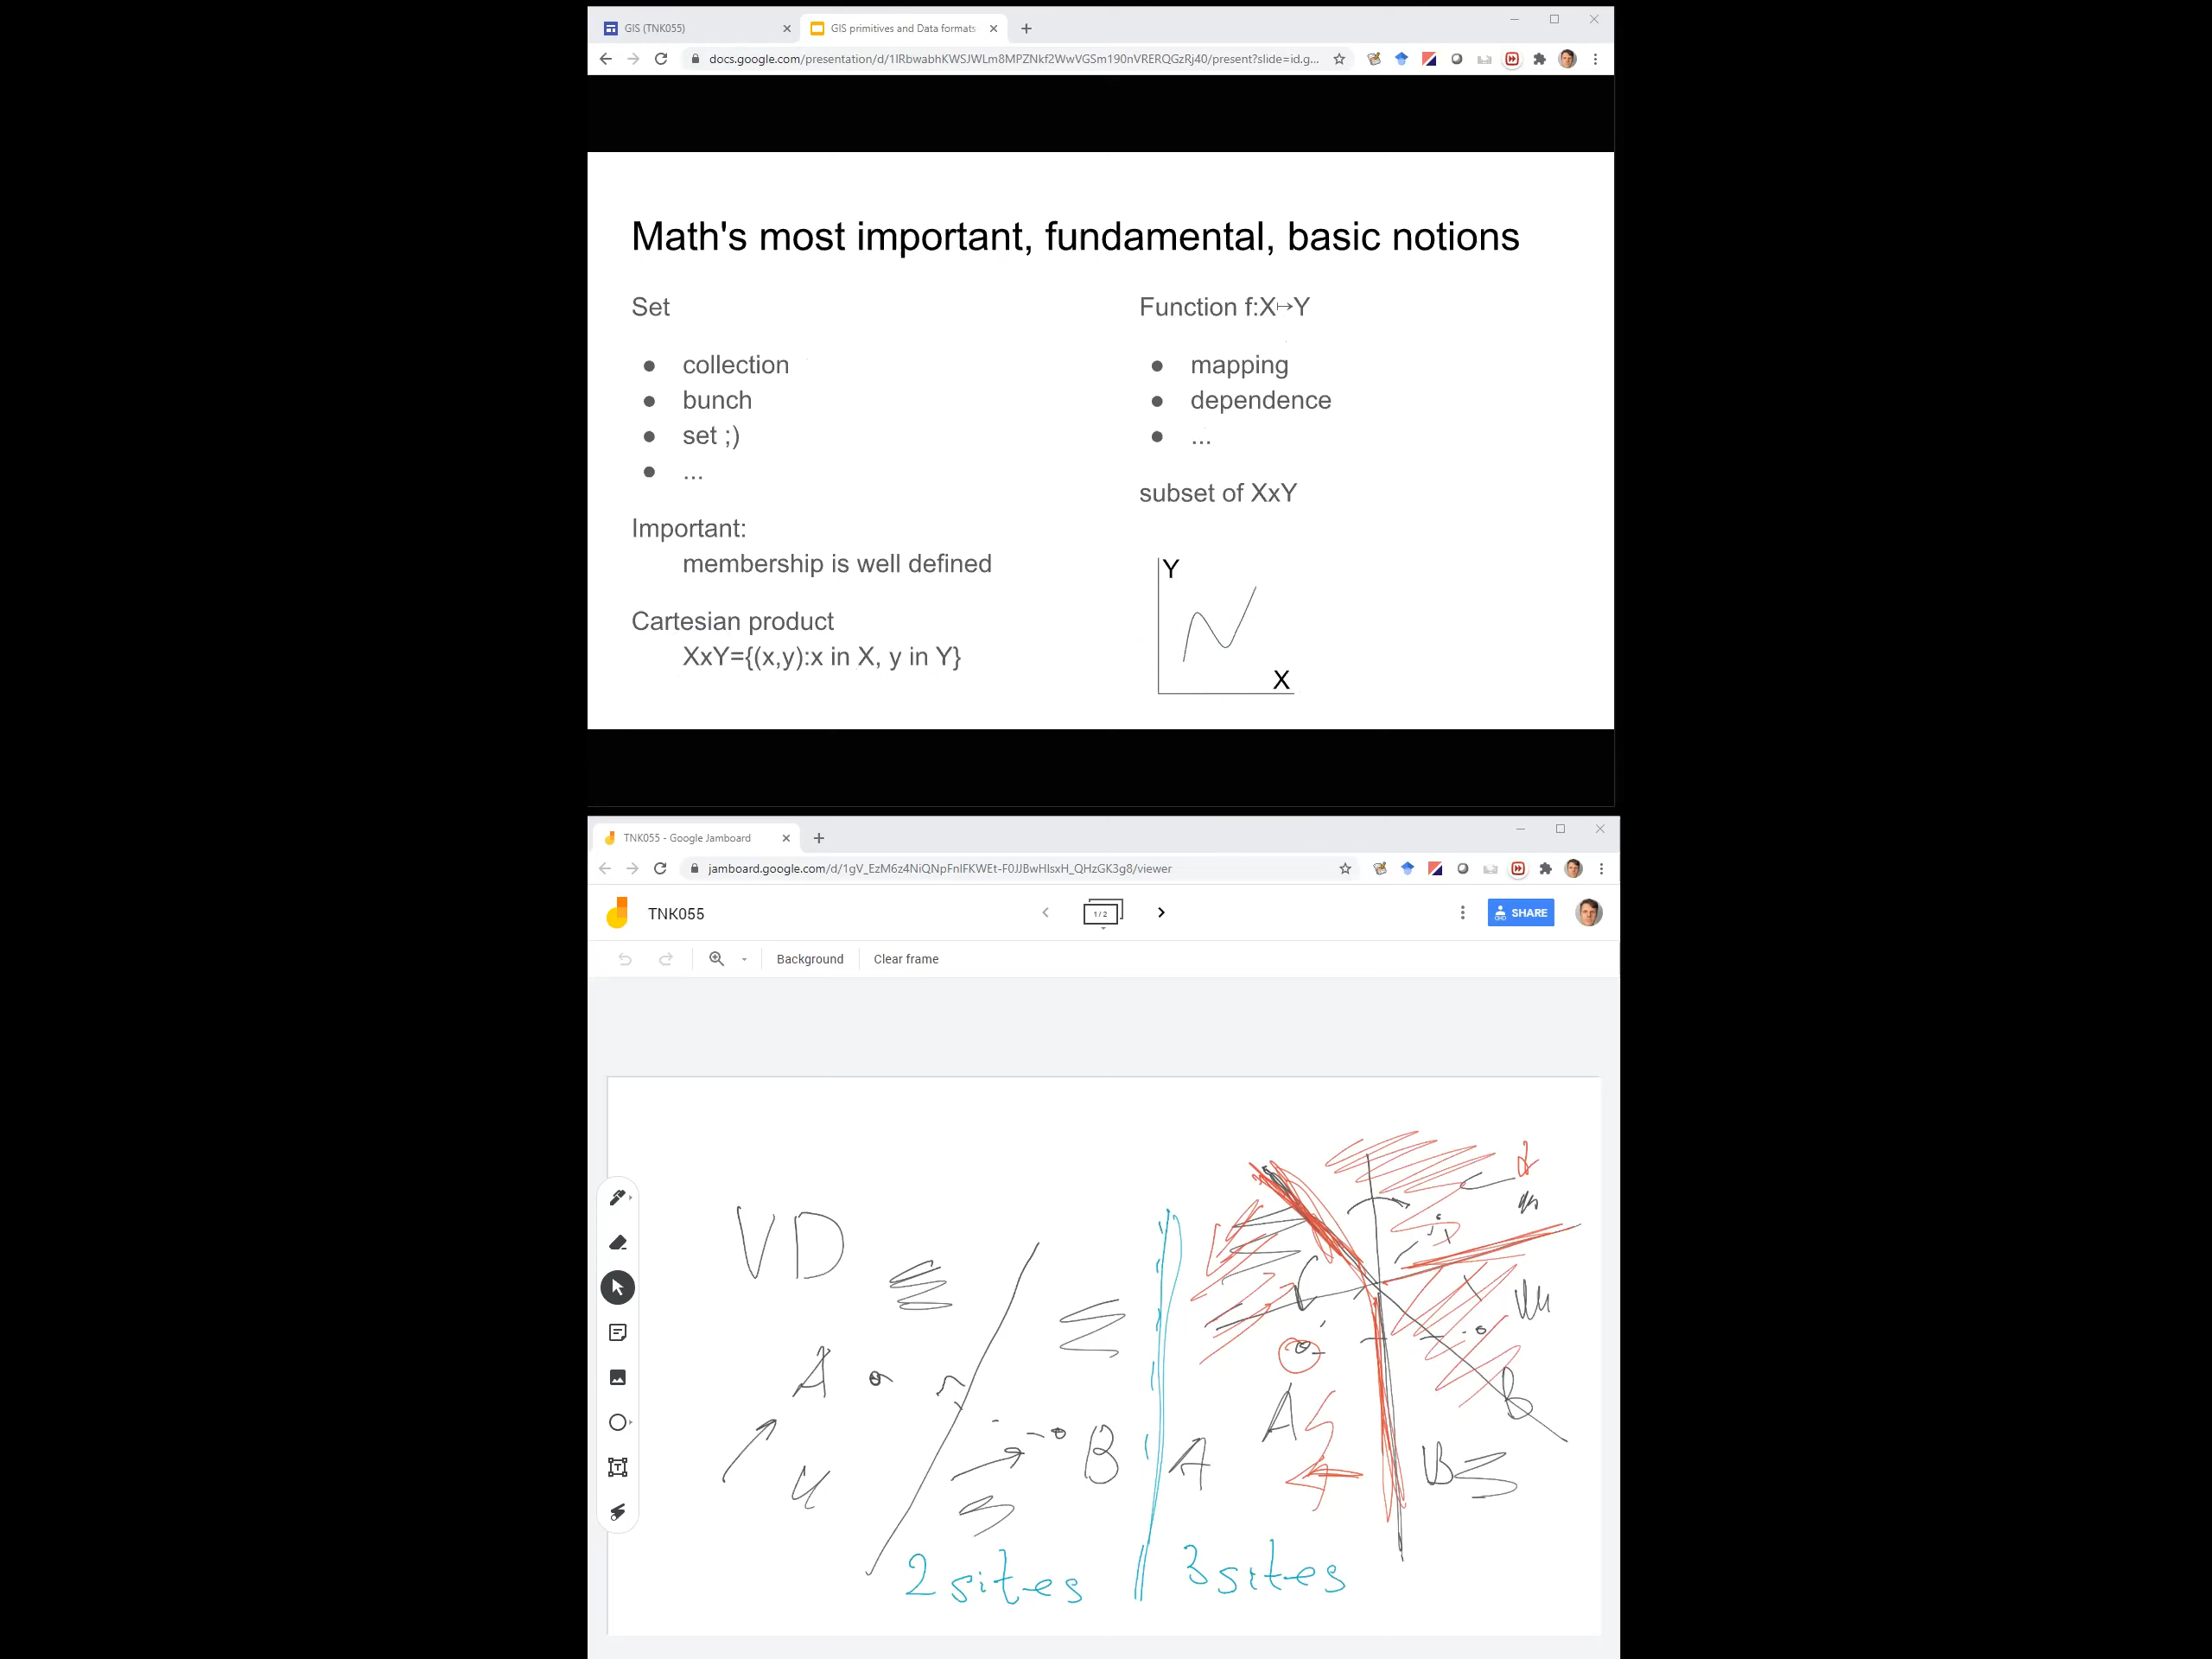 GIS (TNK055)
GIS primitives and Data formats
docs.google.com/presentation/d/1lRbwabhKWSJWLm8MPZNkf2WwVGSm190nVRERQGzRj40/present?slide=id.g...
Math's most important, fundamental, basic notions
Set
● collection
● bunch
● set ;)
● ...
Important:
membership is well defined
Cartesian product
XxY={(x,y):x in X, y in Y}
Function f:X↦Y
● mapping
● dependence
● ...
subset of XxY
Y
X
TNK055 - Google Jamboard
jamboard.google.com/d/1gV_EzM6z4NiQNpFnIFKWEt-F0JJBwHlsxH_QHzGK3g8/viewer
TNK055
1 / 2
SHARE
Background
Clear frame
VD
A
B
2 sites
A
A
B
B
3 sites